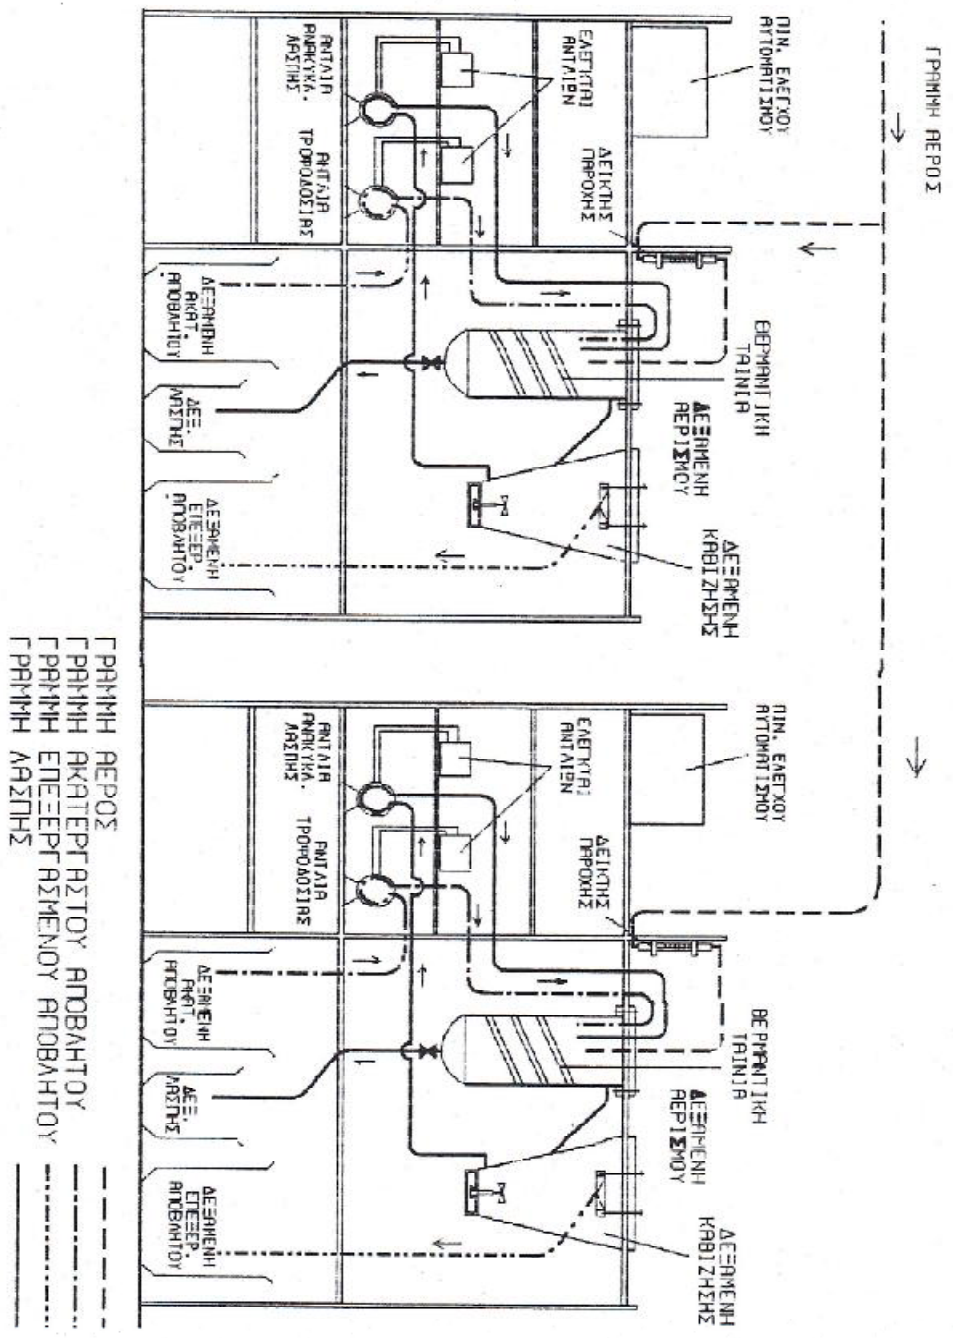 ΓΡΑΜΜΗ ΑΕΡΟΣ
ΠΙΝ. ΕΛΕΓΧΟΥ
ΑΥΤΟΜΑΤΙΣΜΟΥ
ΕΛΕΓΚΤΑΙ
ΑΝΤΛΙΩΝ
ΑΝΤΛΙΑ
ΑΝΑΚΥΚΛ.
ΛΑΣΠΗΣ
ΑΝΤΛΙΑ
ΤΡΟΦΟΔΟΣΙΑΣ
ΔΕΙΚΤΗΣ
ΠΑΡΟΧΗΣ
ΘΕΡΜΑΝΤΙΚΗ
ΤΑΙΝΙΑ
ΔΕΞΑΜΕΝΗ
ΑΕΡΙΣΜΟΥ
ΔΕΞΑΜΕΝΗ
ΚΑΘΙΖΗΣΗΣ
ΔΕΞΑΜΕΝΗ
ΑΚΑΤ.
ΑΠΟΒΛΗΤΟΥ
ΔΕΞ.
ΛΑΣΠΗΣ
ΔΕΞΑΜΕΝΗ
ΕΠΕΞΕΡ.
ΑΠΟΒΛΗΤΟΥ
ΠΙΝ. ΕΛΕΓΧΟΥ
ΑΥΤΟΜΑΤΙΣΜΟΥ
ΕΛΕΓΚΤΑΙ
ΑΝΤΛΙΩΝ
ΑΝΤΛΙΑ
ΑΝΑΚΥΚΛ.
ΛΑΣΠΗΣ
ΑΝΤΛΙΑ
ΤΡΟΦΟΔΟΣΙΑΣ
ΔΕΙΚΤΗΣ
ΠΑΡΟΧΗΣ
ΘΕΡΜΑΝΤΙΚΗ
ΤΑΙΝΙΑ
ΔΕΞΑΜΕΝΗ
ΑΕΡΙΣΜΟΥ
ΔΕΞΑΜΕΝΗ
ΚΑΘΙΖΗΣΗΣ
ΔΕΞΑΜΕΝΗ
ΑΚΑΤ.
ΑΠΟΒΛΗΤΟΥ
ΔΕΞ.
ΛΑΣΠΗΣ
ΔΕΞΑΜΕΝΗ
ΕΠΕΞΕΡ.
ΑΠΟΒΛΗΤΟΥ
ΓΡΑΜΜΗ ΑΕΡΟΣ
ΓΡΑΜΜΗ ΑΚΑΤΕΡΓΑΣΤΟΥ ΑΠΟΒΛΗΤΟΥ
ΓΡΑΜΜΗ ΕΠΕΞΕΡΓΑΣΜΕΝΟΥ ΑΠΟΒΛΗΤΟΥ
ΓΡΑΜΜΗ ΛΑΣΠΗΣ